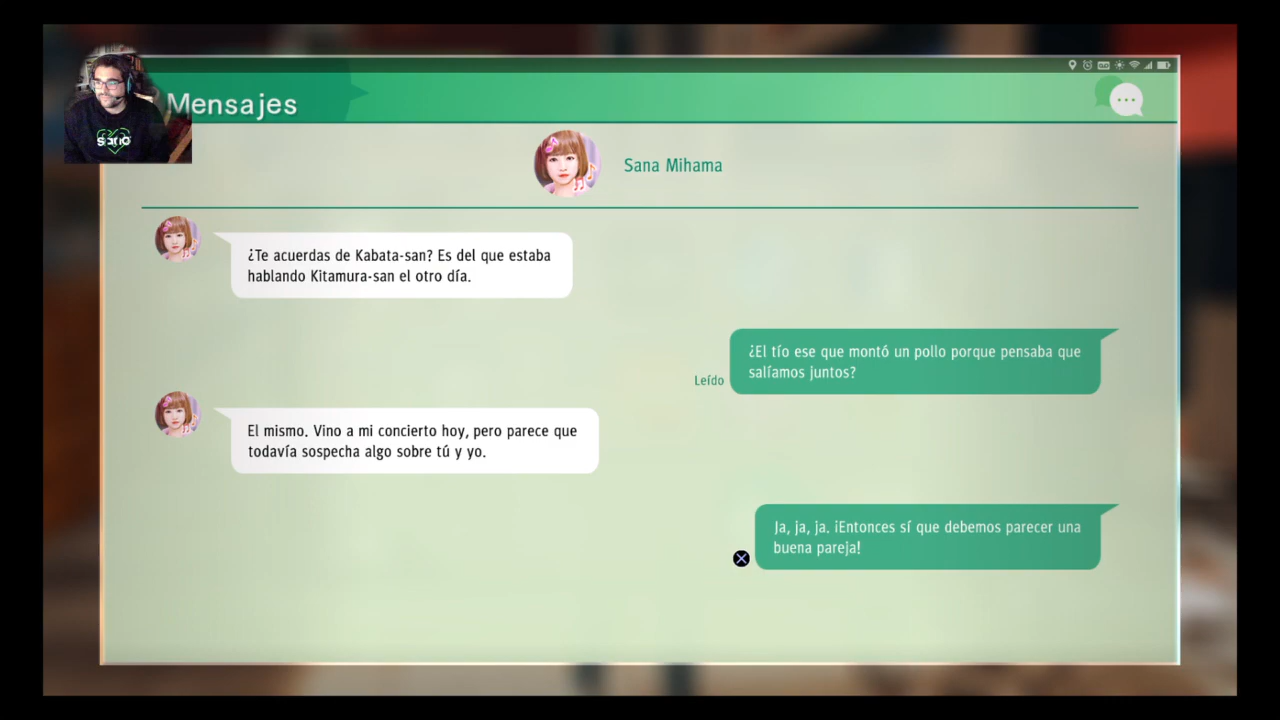 Mensajes
Sana Mihama
¿Te acuerdas de Kabata-san? Es del que estaba
hablando Kitamura-san el otro día.
¿El tío ese que montó un pollo porque pensaba que
salíamos juntos?
Leído
El mismo. Vino a mi concierto hoy, pero parece que
todavía sospecha algo sobre tú y yo.
Ja, ja, ja. ¡Entonces sí que debemos parecer una
buena pareja!